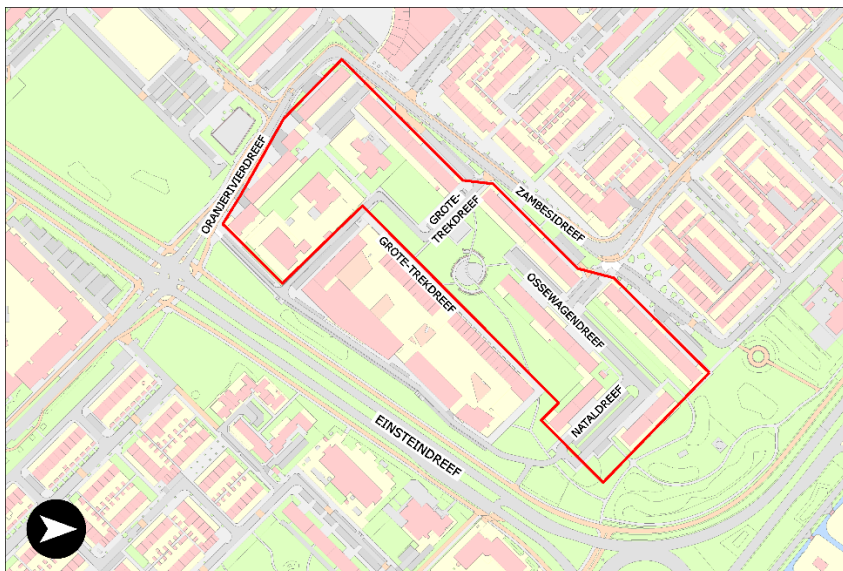 ORANJERIVIERDREEF
GROTE-
TREKDREEF
ZAMBESIDREEF
GROTE-TREKDREEF
OSSEWAGENDREEF
NATALDREEF
EINSTEINDREEF